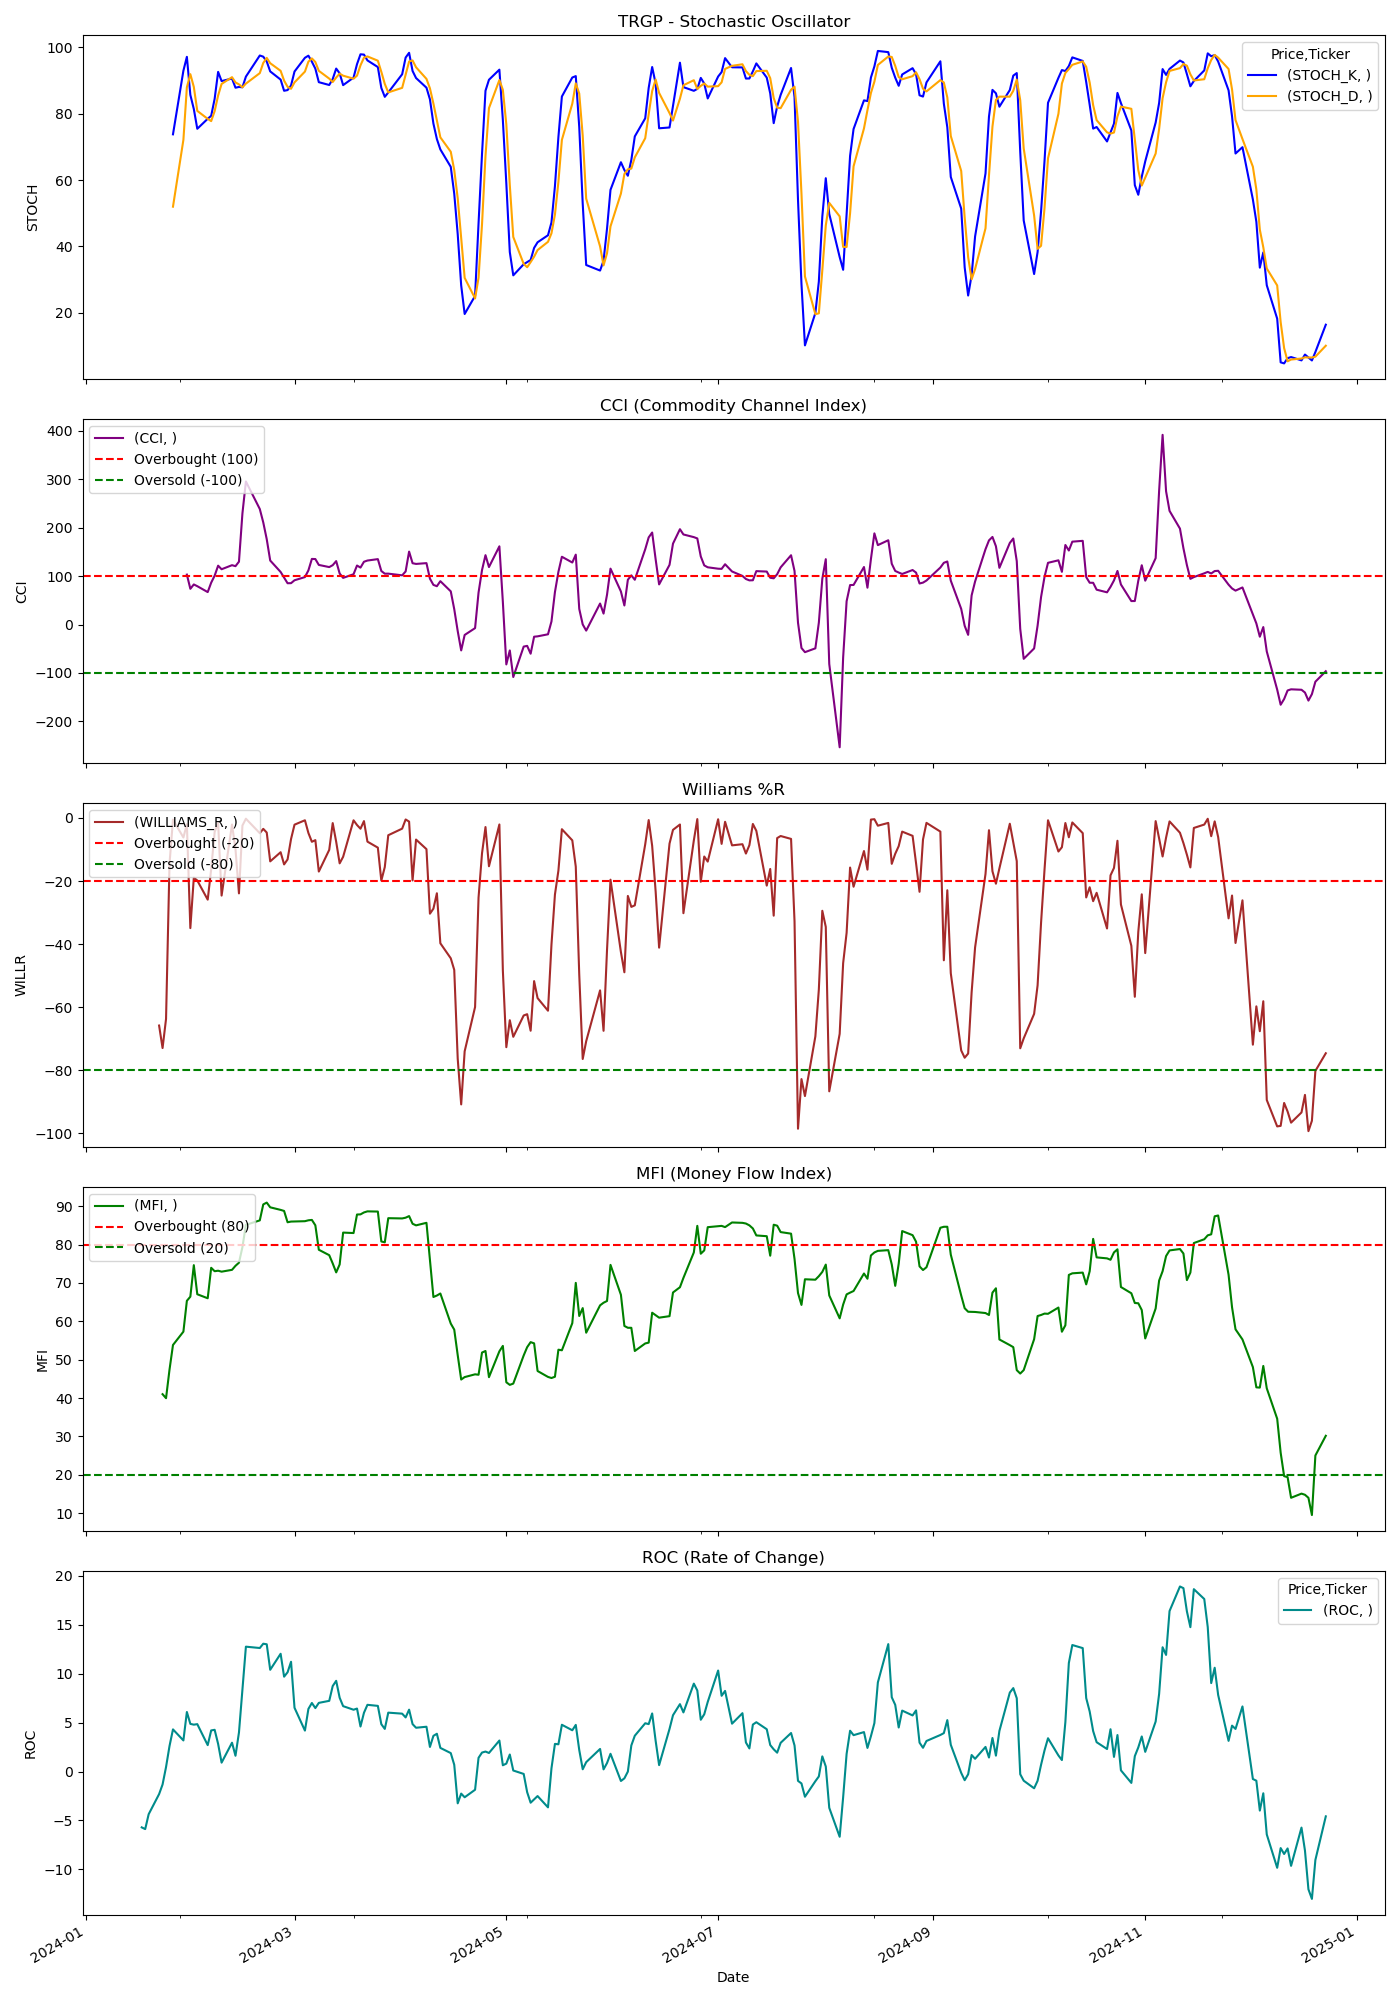 TRGP - Stochastic Oscillator
100
80
60
40
20
STOCH
Price,Ticker
(STOCH_K, )
(STOCH_D, )
CCI (Commodity Channel Index)
400
300
200
100
0
−100
−200
CCI
(CCI, )
Overbought (100)
Oversold (-100)
Williams %R
0
−20
−40
−60
−80
−100
WILLR
(WILLIAMS_R, )
Overbought (-20)
Oversold (-80)
MFI (Money Flow Index)
90
80
70
60
50
40
30
20
10
MFI
(MFI, )
Overbought (80)
Oversold (20)
ROC (Rate of Change)
20
15
10
5
0
−5
−10
ROC
Price,Ticker
(ROC, )
2024-01
2024-03
2024-05
2024-07
2024-09
2024-11
2025-01
Date